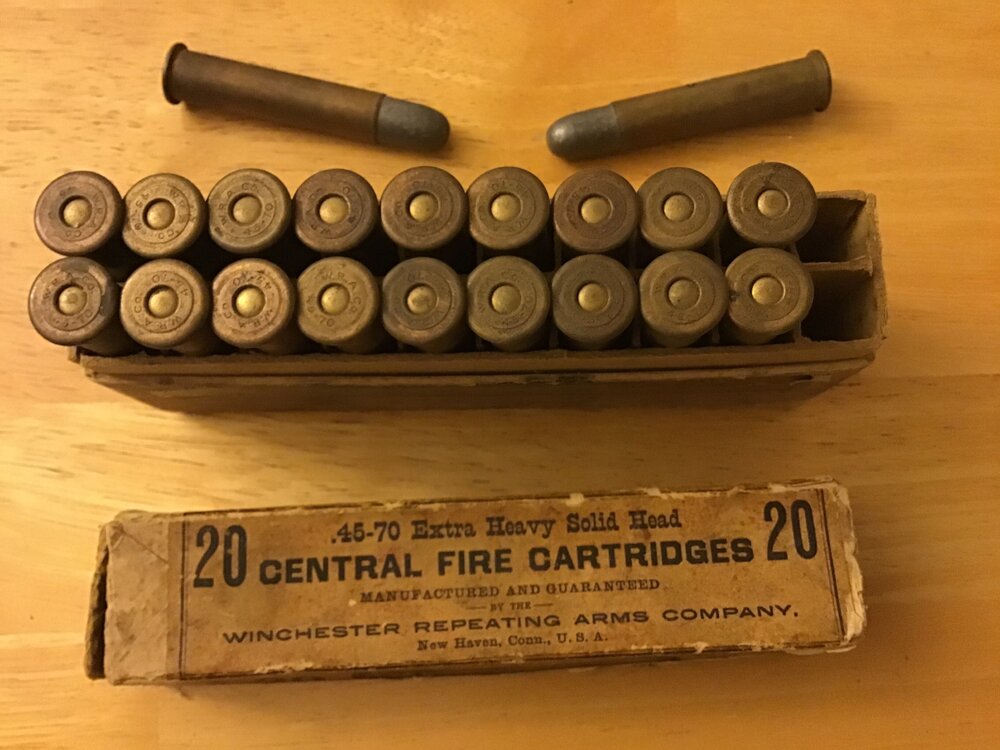 W.R.A.CO.
20 .45-70 Extra Heavy Solid Head 20
CENTRAL FIRE CARTRIDGES
MANUFACTURED AND GUARANTEED
— BY THE —
WINCHESTER REPEATING ARMS COMPANY,
New Haven, Conn., U. S. A.